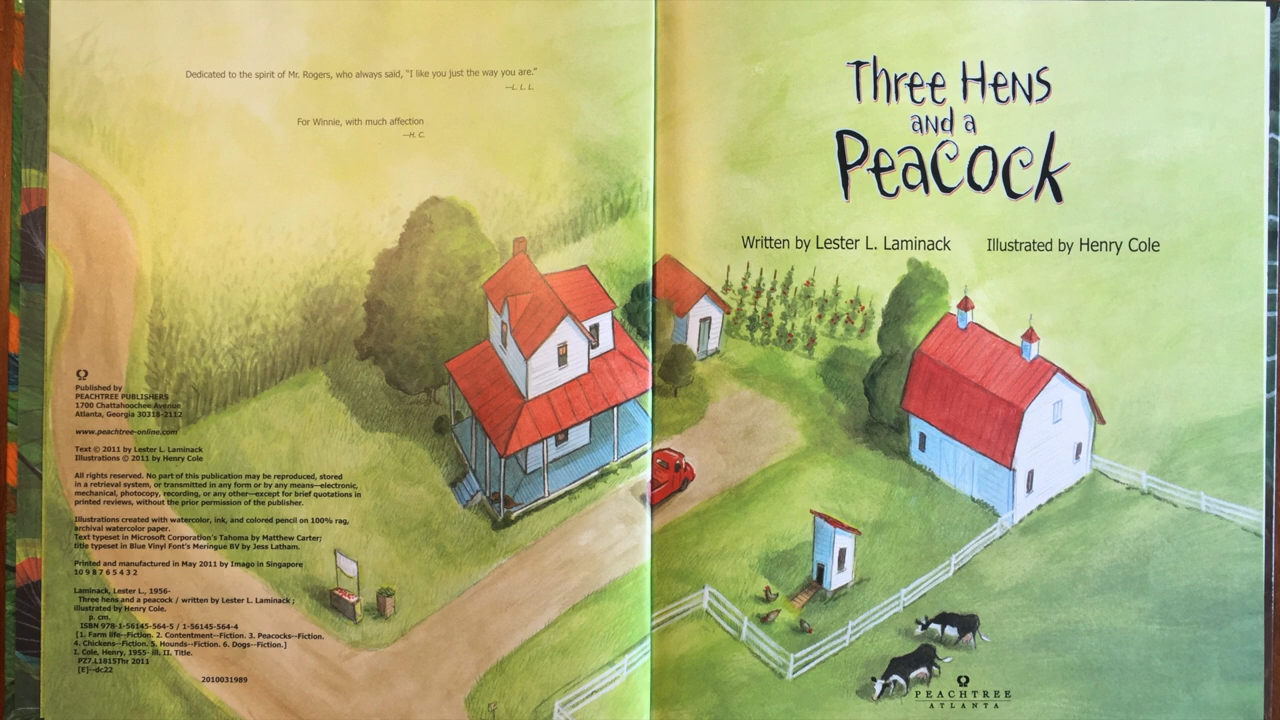 Dedicated to the spirit of Mr. Rogers, who always said, "I like you just the way you are."
—L. L. L.
For Winnie, with much affection
—H. C.
Published by
PEACHTREE PUBLISHERS
1700 Chattahoochee Avenue
Atlanta, Georgia 30318-2112
www.peachtree-online.com
Text © 2011 by Lester L. Laminack
Illustrations © 2011 by Henry Cole
All rights reserved. No part of this publication may be reproduced, stored
in a retrieval system, or transmitted in any form or by any means—electronic,
mechanical, photocopy, recording, or any other—except for brief quotations in
printed reviews, without the prior permission of the publisher.
Illustrations created with watercolor, ink, and colored pencil on 100% rag,
archival watercolor paper.
Text typeset in Microsoft Corporation's Tahoma by Matthew Carter;
title typeset in Blue Vinyl Font's Meringue BV by Jess Latham.
Printed and manufactured in May 2011 by Imago in Singapore
10 9 8 7 6 5 4 3 2
Laminack, Lester L., 1956-
Three hens and a peacock / written by Lester L. Laminack ;
illustrated by Henry Cole.
p. cm.
ISBN 978-1-56145-564-5 / 1-56145-564-4
[1. Farm life--Fiction. 2. Contentment--Fiction. 3. Peacocks--Fiction.
4. Chickens--Fiction. 5. Hounds--Fiction. 6. Dogs--Fiction.]
I. Cole, Henry, 1955- ill. II. Title.
PZ7.L1815Thr 2011
[E]--dc22
2010031989
Three Hens
and a
Peacock
Written by Lester L. Laminack Illustrated by Henry Cole
PEACHTREE
ATLANTA